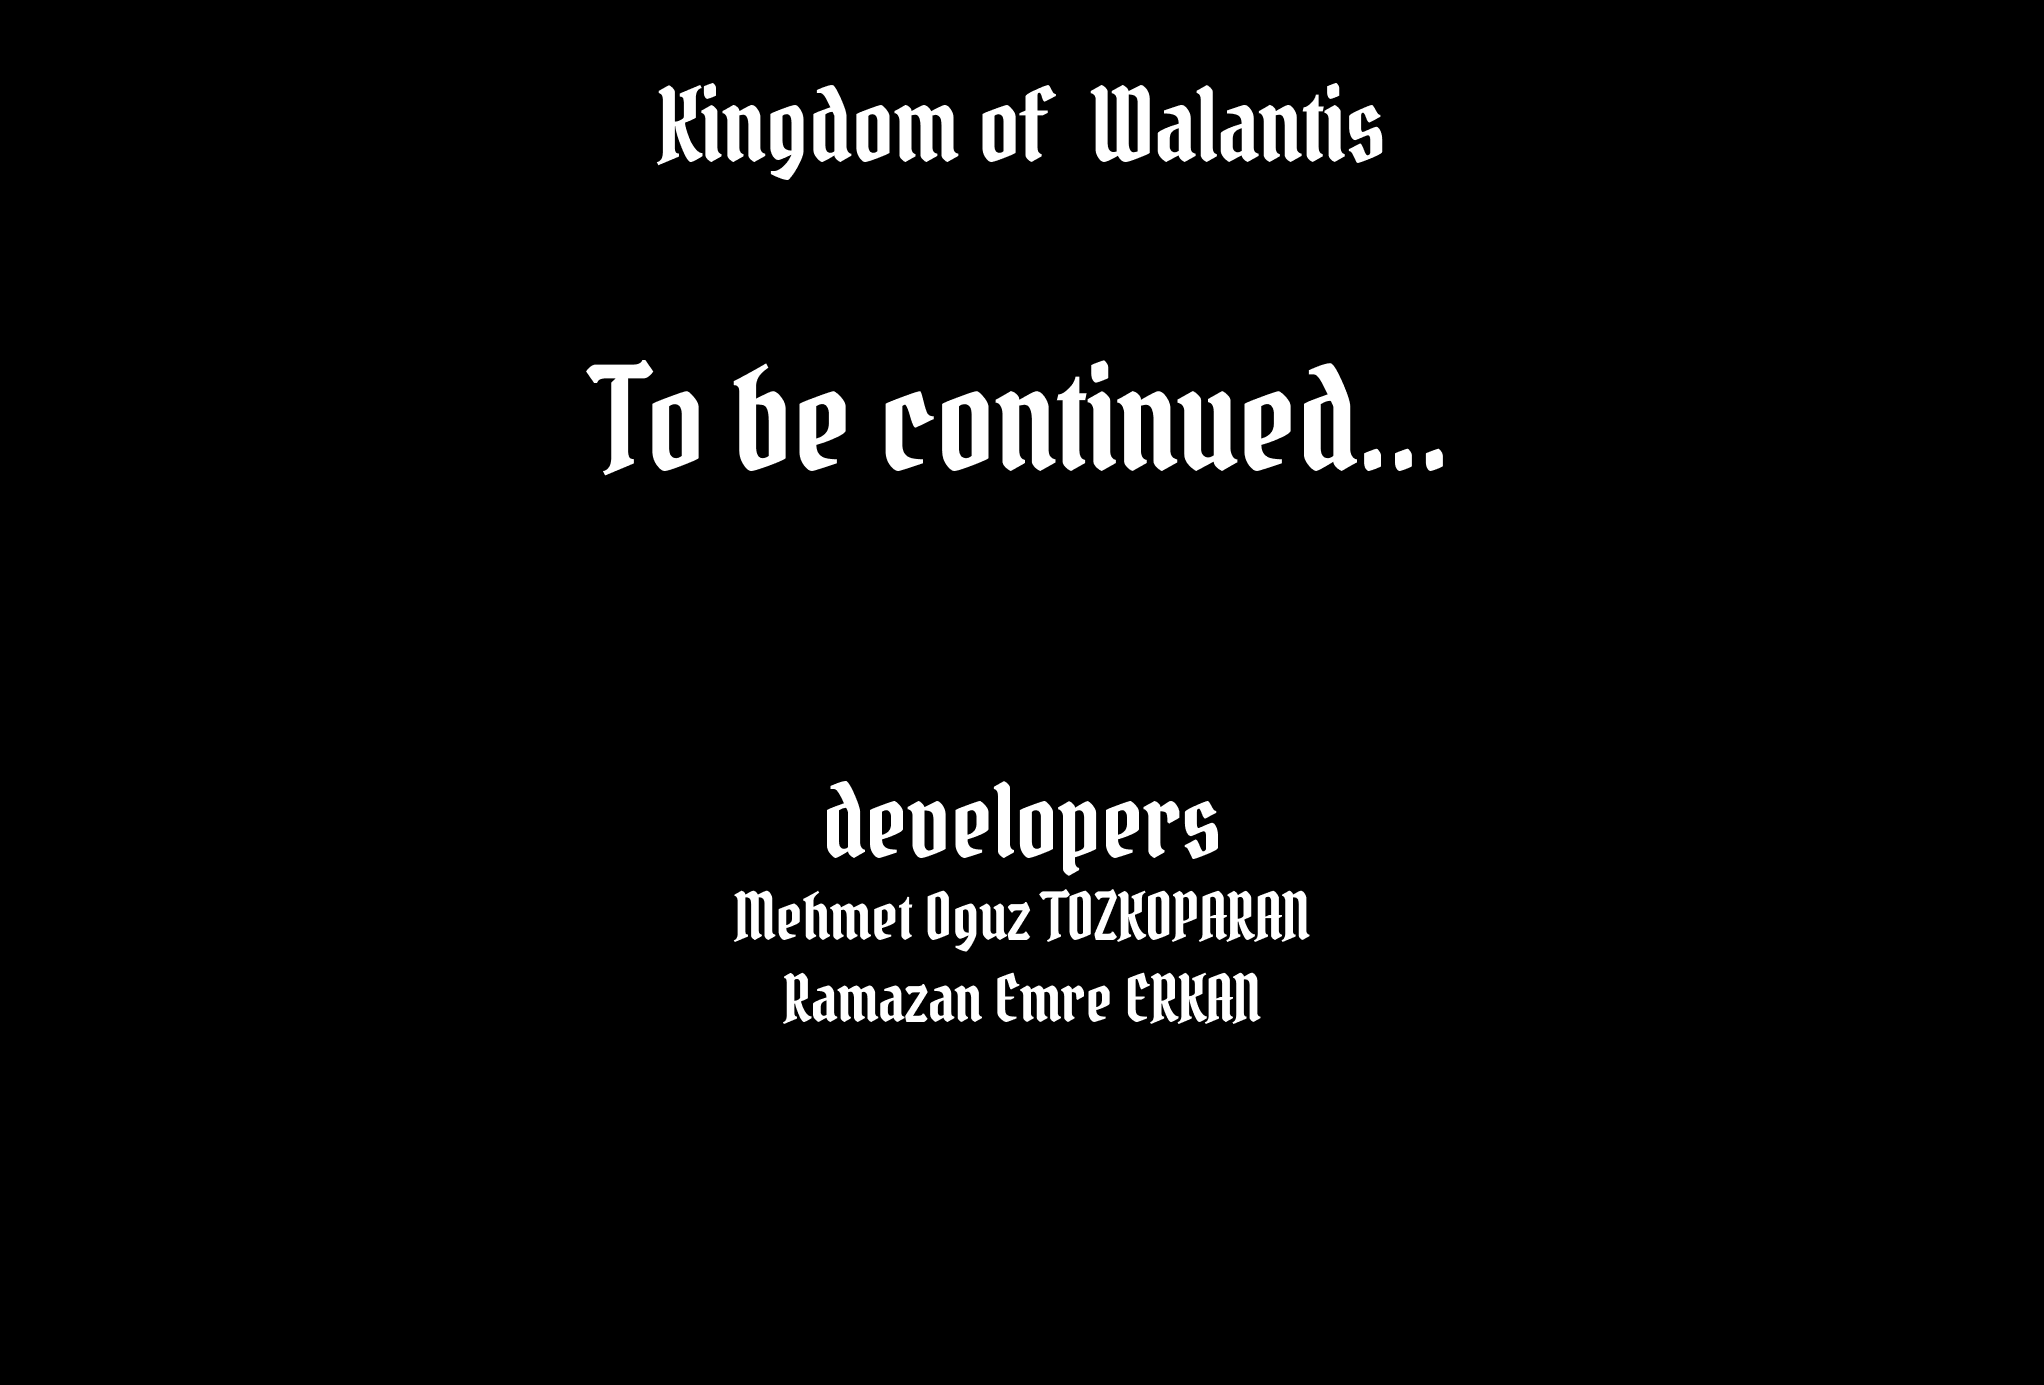 Kingdom of Walantis
To be continued...
developers
Mehmet Oguz TOZKOPARAN
Ramazan Emre ERKAN